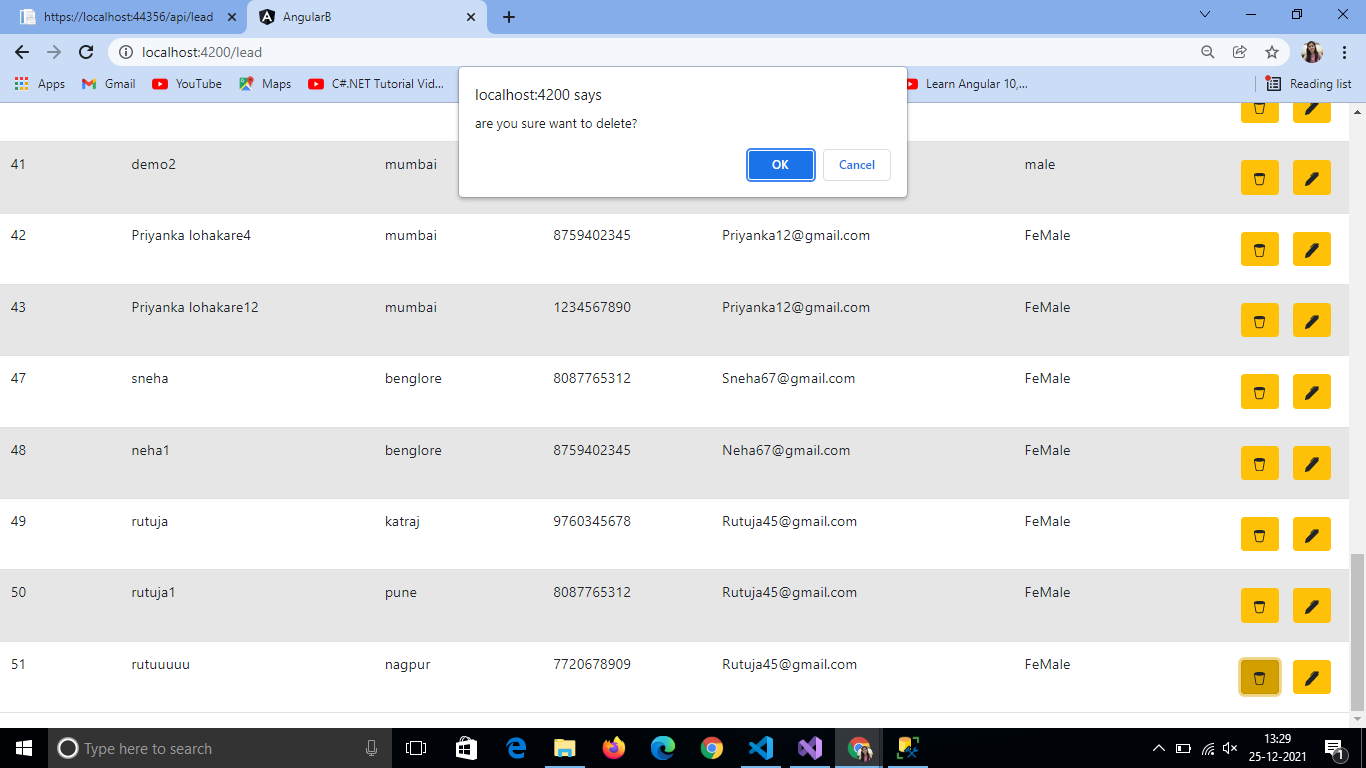 https://localhost:44356/api/lead
AngularB
localhost:4200/lead
Apps Gmail YouTube Maps C#.NET Tutorial Vid... Learn Angular 10,... Reading list
localhost:4200 says
are you sure want to delete?
OK Cancel
41 demo2 mumbai male
42 Priyanka lohakare4 mumbai 8759402345 Priyanka12@gmail.com FeMale
43 Priyanka lohakare12 mumbai 1234567890 Priyanka12@gmail.com FeMale
47 sneha benglore 8087765312 Sneha67@gmail.com FeMale
48 neha1 benglore 8759402345 Neha67@gmail.com FeMale
49 rutuja katraj 9760345678 Rutuja45@gmail.com FeMale
50 rutuja1 pune 8087765312 Rutuja45@gmail.com FeMale
51 rutuuuuu nagpur 7720678909 Rutuja45@gmail.com FeMale
Type here to search
13:29
25-12-2021
1